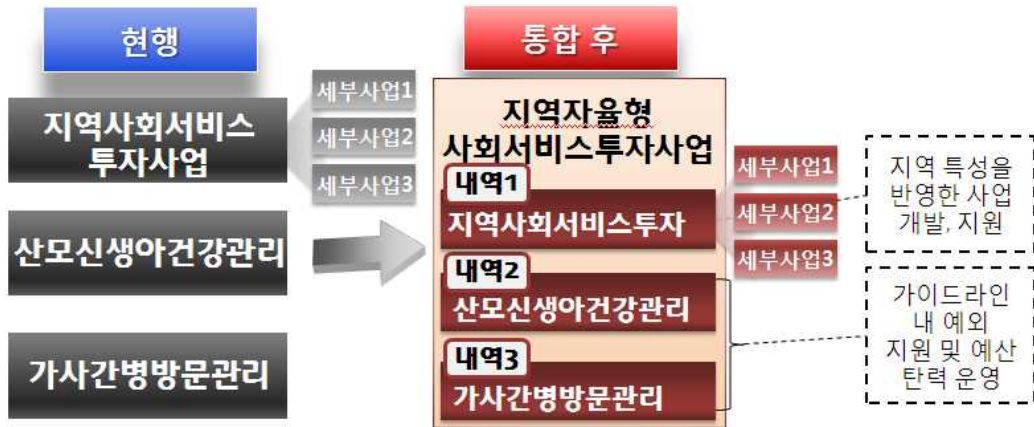 현행
지역사회서비스
투자사업
세부사업1
세부사업2
세부사업3
산모신생아건강관리
가사간병방문관리
통합 후
지역자율형
사회서비스투자사업
내역1
지역사회서비스투자
세부사업1
세부사업2
세부사업3
내역2
산모신생아건강관리
내역3
가사간병방문관리
지역 특성을
반영한 사업
개발, 지원
가이드라인
내 예외
지원 및 예산
탄력 운영